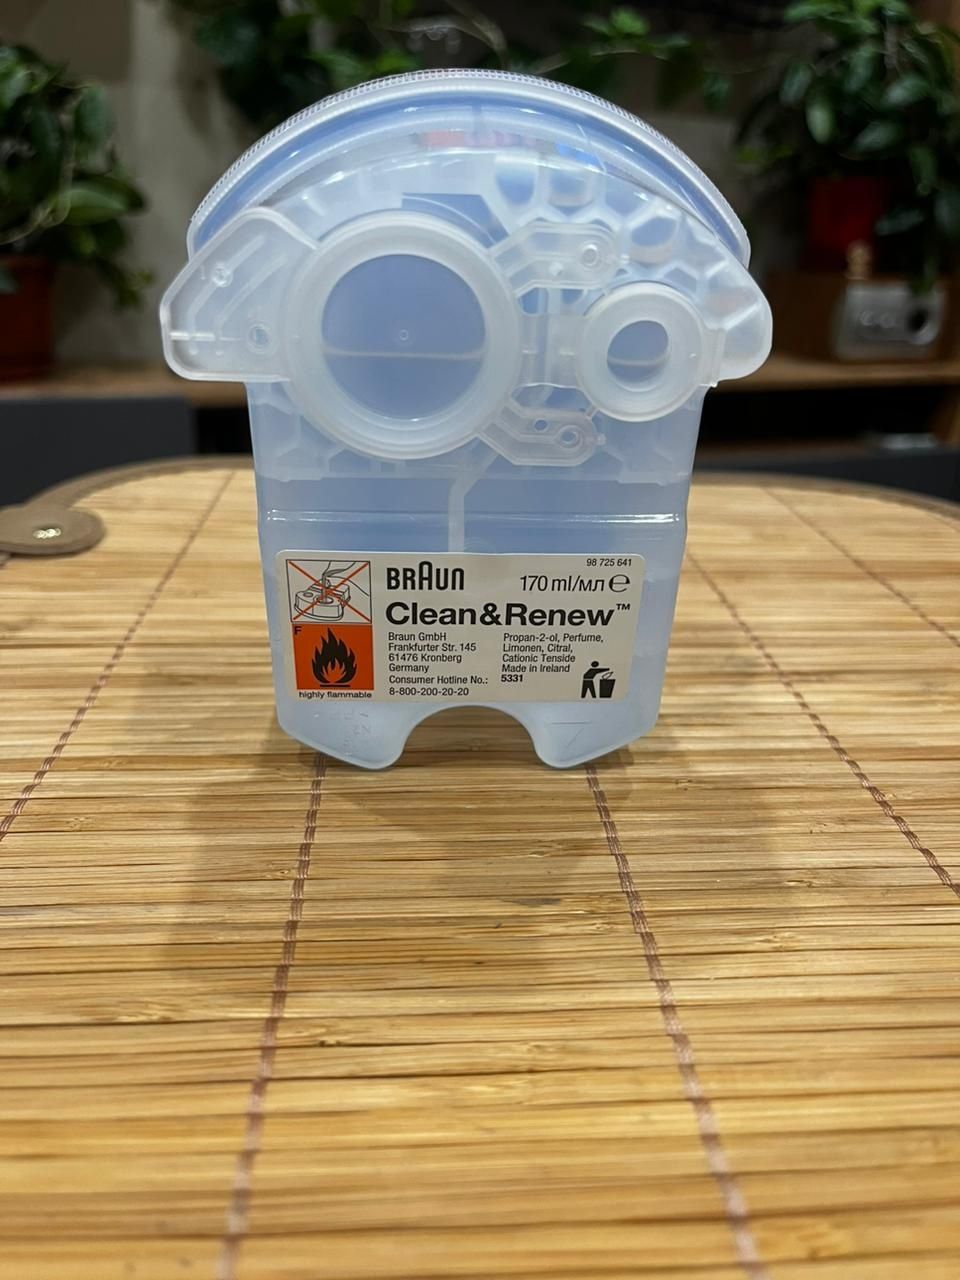 98 725 641
BRAUN
170 ml/мл ℮
Clean&Renew™
Braun GmbH
Frankfurter Str. 145
61476 Kronberg
Germany
Consumer Hotline No.:
8-800-200-20-20
Propan-2-ol, Perfume,
Limonen, Citral,
Cationic Tenside
Made in Ireland
5331
F
highly flammable